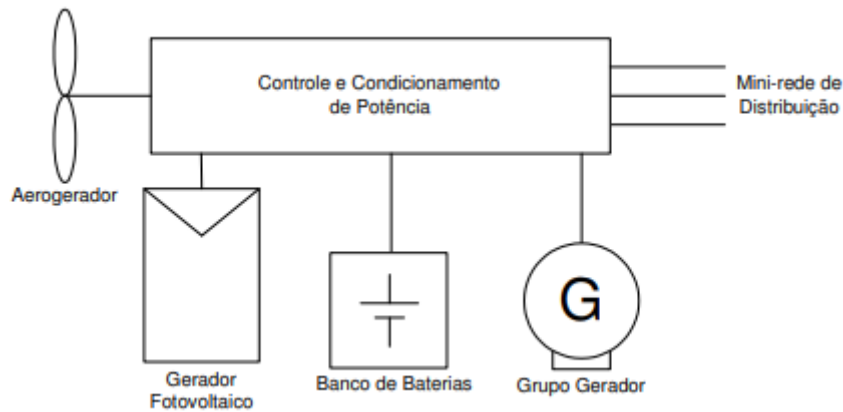 Controle e Condicionamento
de Potência
Mini-rede de
Distribuição
Aerogerador
G
Gerador
Fotovoltaico
Banco de Baterias
Grupo Gerador